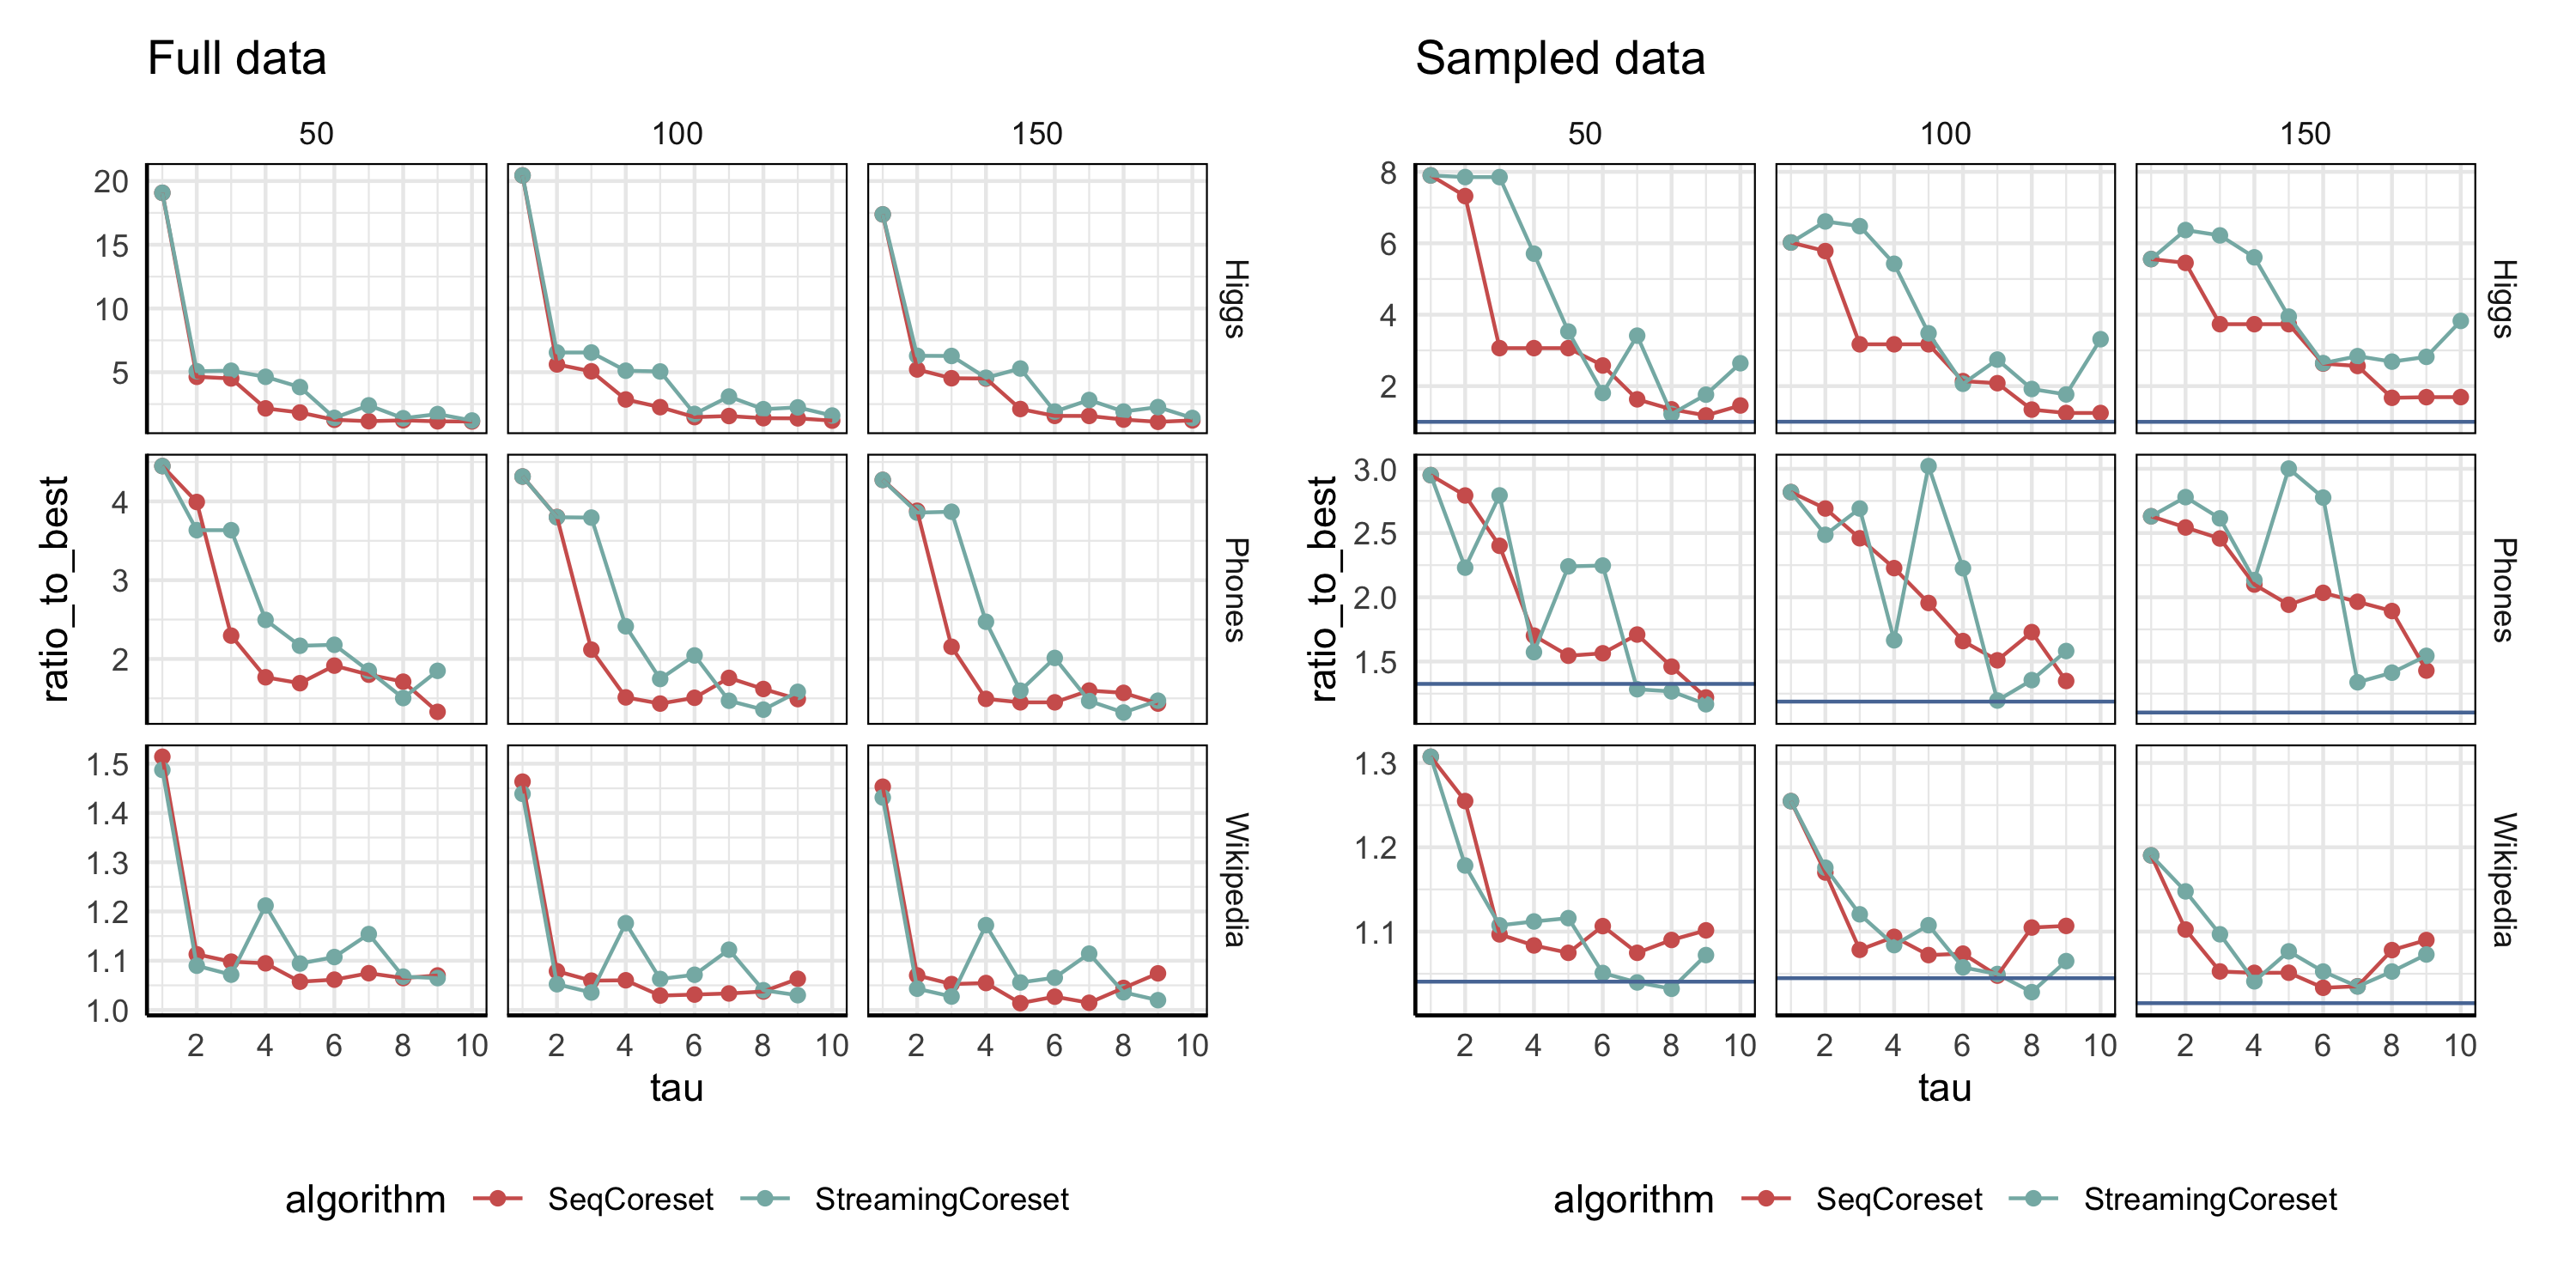 Full data
50 100 150
20
15
10
5
Higgs
4
3
2
Phones
1.5
1.4
1.3
1.2
1.1
1.0
Wikipedia
ratio_to_best
2 4 6 8 10 2 4 6 8 10 2 4 6 8 10
tau
algorithm SeqCoreset StreamingCoreset
Sampled data
50 100 150
8
6
4
2
Higgs
3.0
2.5
2.0
1.5
Phones
1.3
1.2
1.1
Wikipedia
ratio_to_best
2 4 6 8 10 2 4 6 8 10 2 4 6 8 10
tau
algorithm SeqCoreset StreamingCoreset